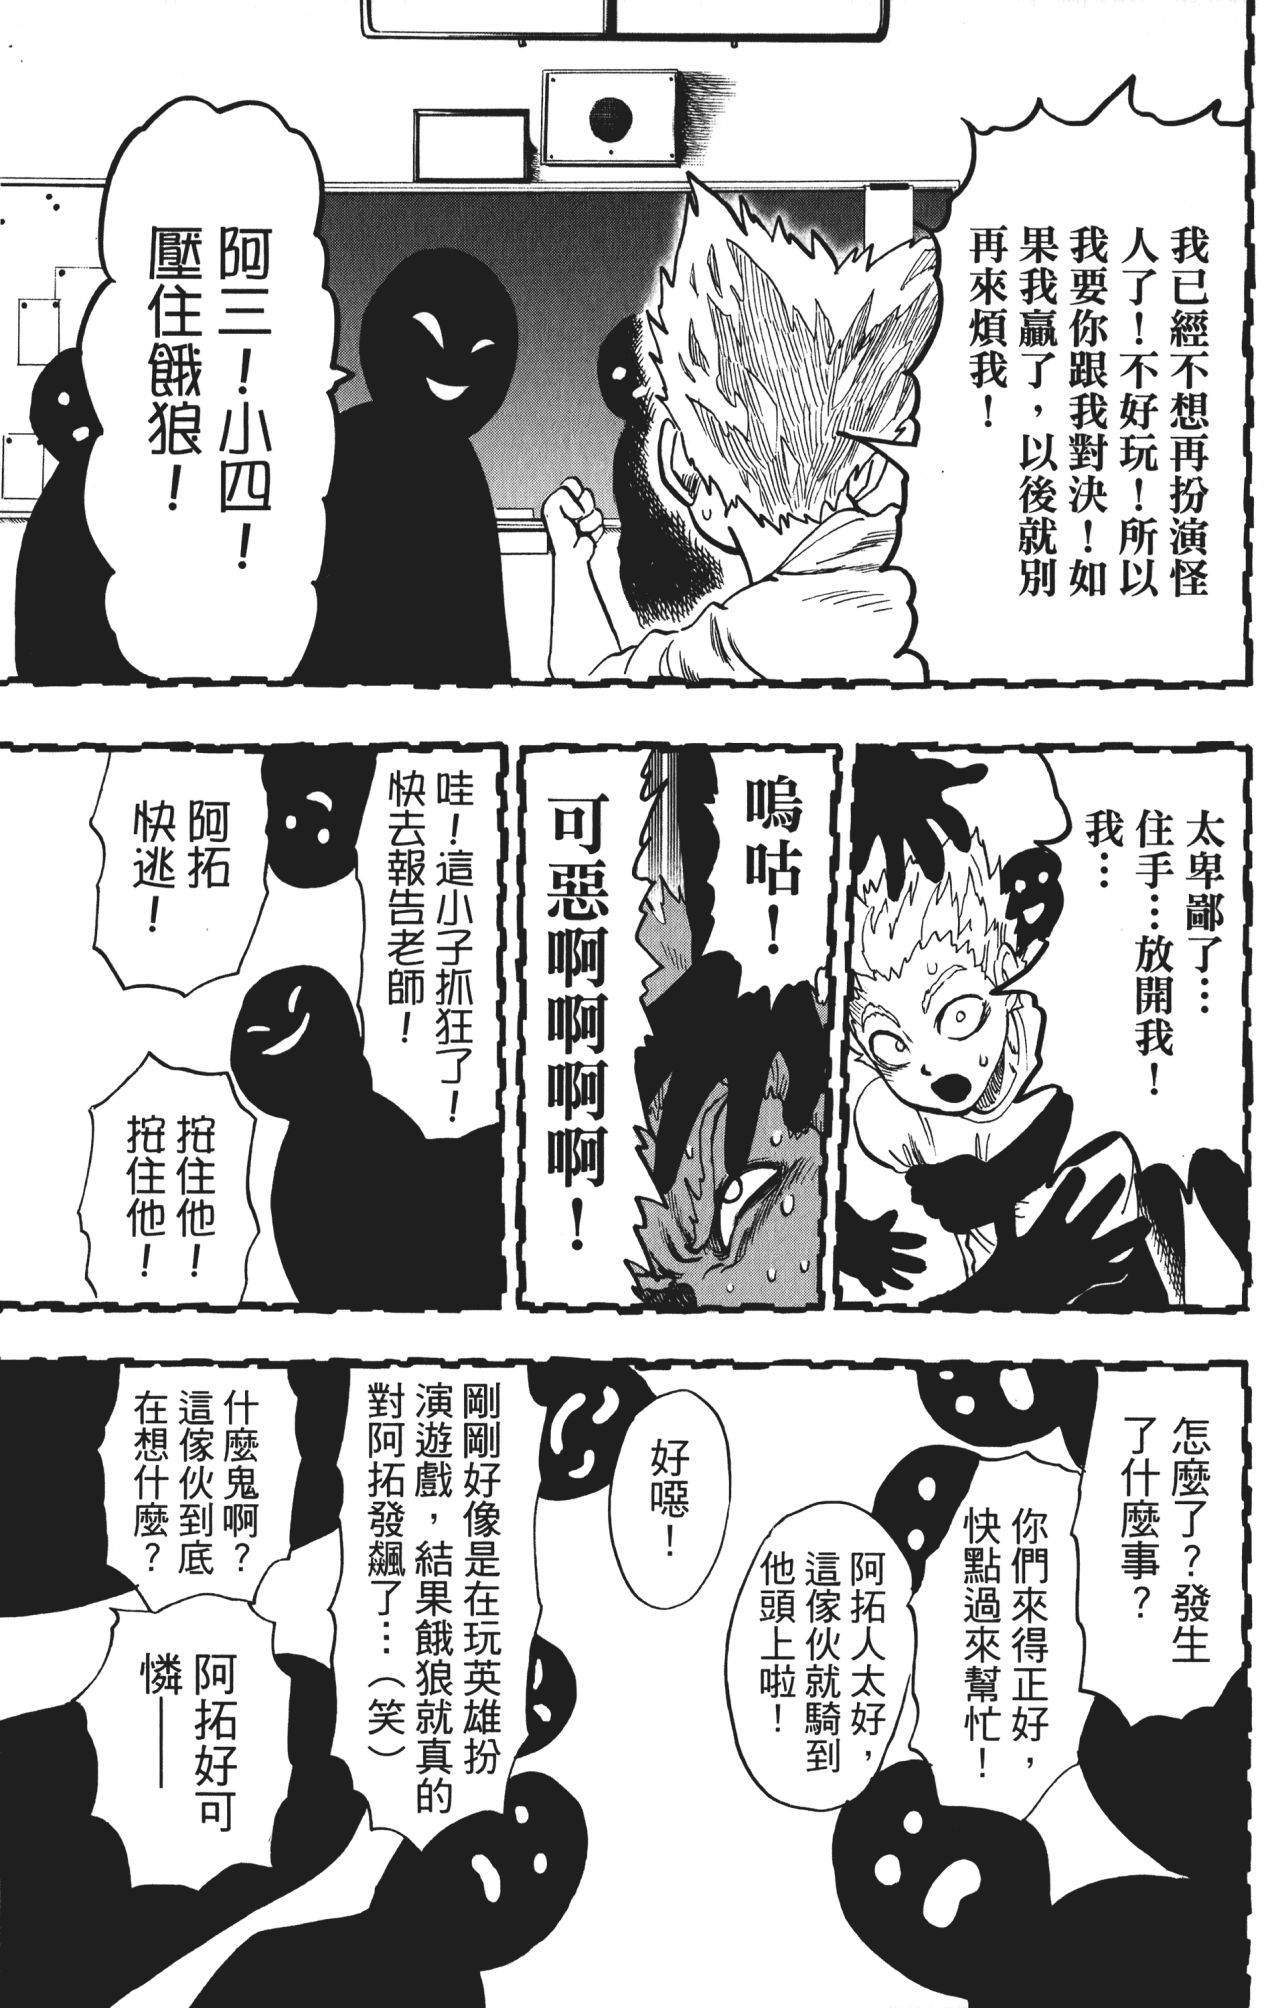 我已經不想再扮演怪
人了！不好玩！所以
我要你跟我對決！如
果我贏了，以後就別
再來煩我！
阿三！小四！
壓住餓狼！
太卑鄙了…
住手…放開我！
我…
嗚咕！
可惡啊啊啊啊！
哇！這小子抓狂了！
快去報告老師！
阿拓
快逃！
按住他！
按住他！
怎麼了？發生
了什麼事？
你們來得正好，
快點過來幫忙！
阿拓人太好，
這傢伙就騎到
他頭上啦！
好噁！
剛剛好像是在玩英雄扮
演遊戲，結果餓狼就真的
對阿拓發飆了…（笑）
什麼鬼啊？
這傢伙到底
在想什麼？
阿拓好可
憐——